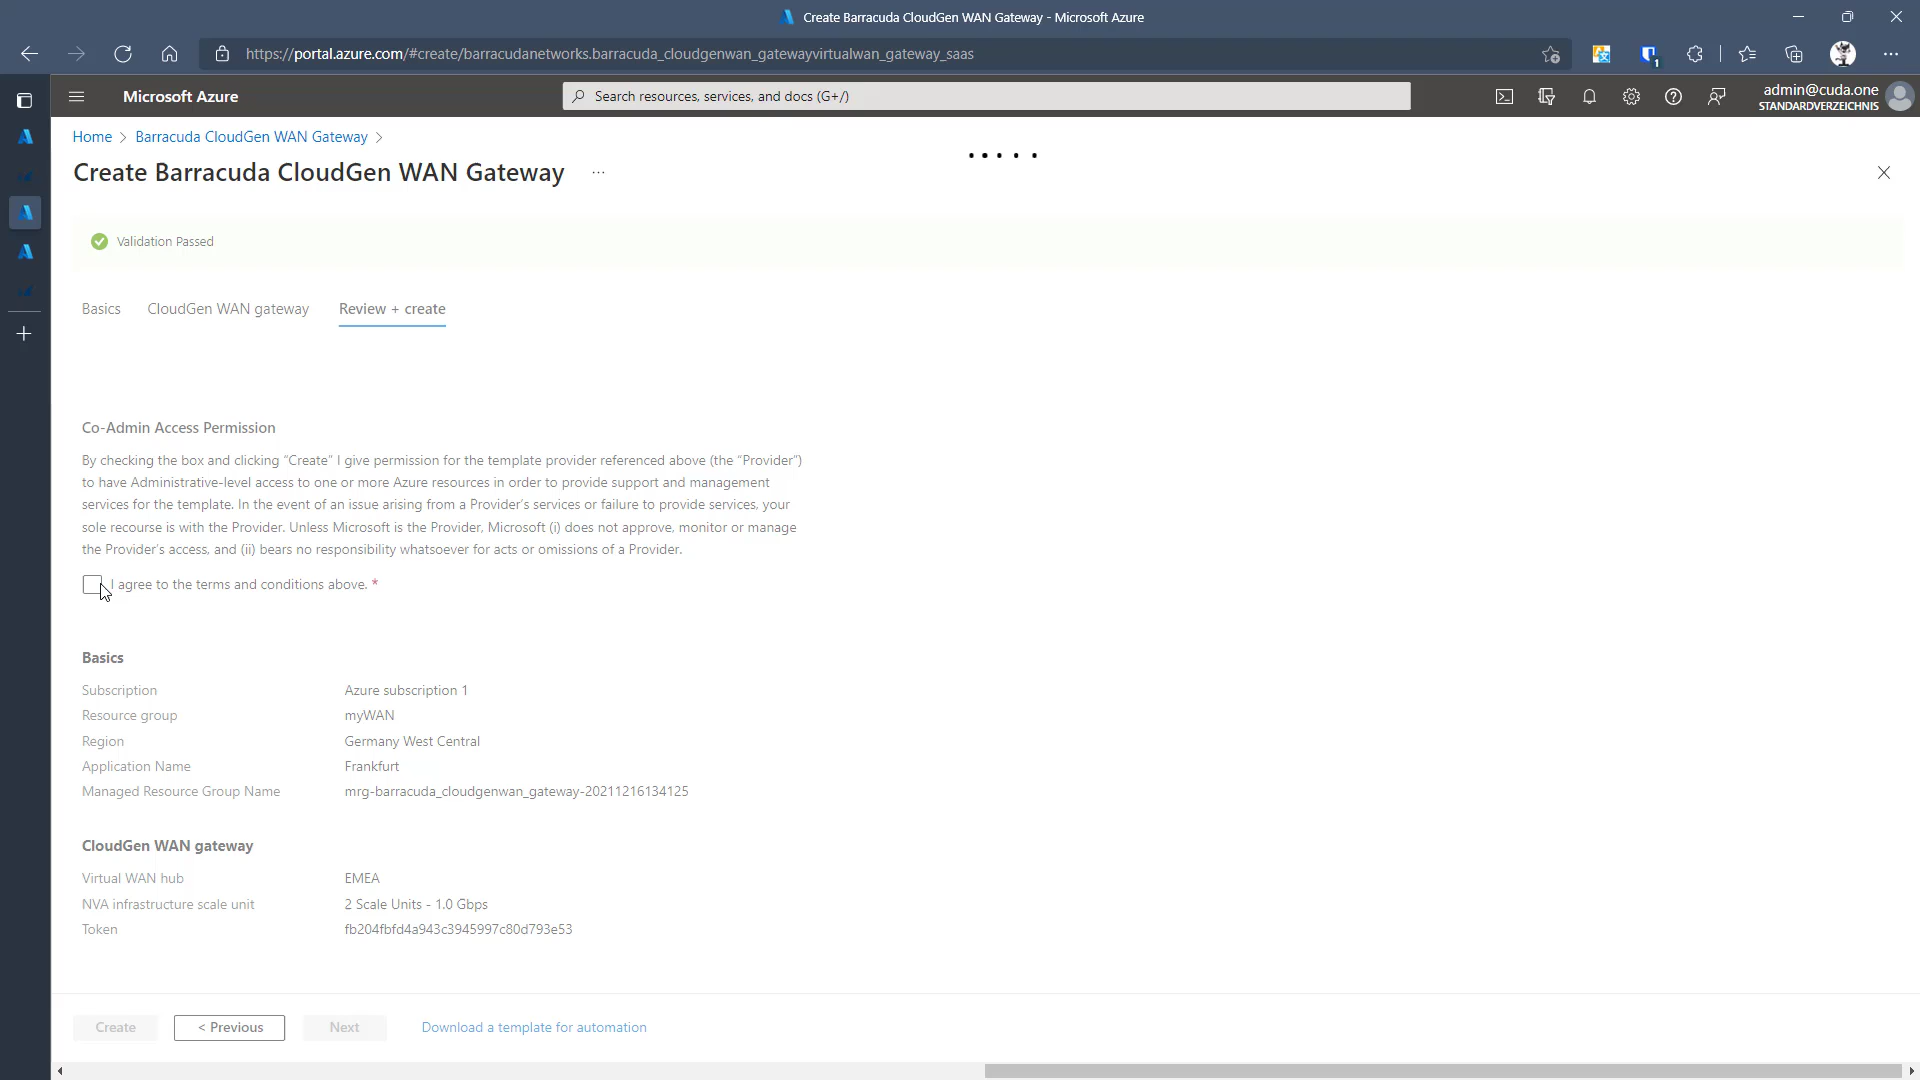 Create Barracuda CloudGen WAN Gateway - Microsoft Azure
https://portal.azure.com/#create/barracudanetworks.barracuda_cloudgenwan_gatewayvirtualwan_gateway_saas
1
Microsoft Azure
Search resources, services, and docs (G+/)
admin@cuda.one
STANDARDVERZEICHNIS
Home > Barracuda CloudGen WAN Gateway >
Create Barracuda CloudGen WAN Gateway ...
Validation Passed
Basics CloudGen WAN gateway Review + create
Co-Admin Access Permission
By checking the box and clicking “Create” I give permission for the template provider referenced above (the “Provider”)
to have Administrative-level access to one or more Azure resources in order to provide support and management
services for the template. In the event of an issue arising from a Provider’s services or failure to provide services, your
sole recourse is with the Provider. Unless Microsoft is the Provider, Microsoft (i) does not approve, monitor or manage
the Provider’s access, and (ii) bears no responsibility whatsoever for acts or omissions of a Provider.
I agree to the terms and conditions above. *
Basics
Subscription Azure subscription 1
Resource group myWAN
Region Germany West Central
Application Name Frankfurt
Managed Resource Group Name mrg-barracuda_cloudgenwan_gateway-20211216134125
CloudGen WAN gateway
Virtual WAN hub EMEA
NVA infrastructure scale unit 2 Scale Units - 1.0 Gbps
Token fb204fbfd4a943c3945997c80d793e53
Create < Previous Next Download a template for automation